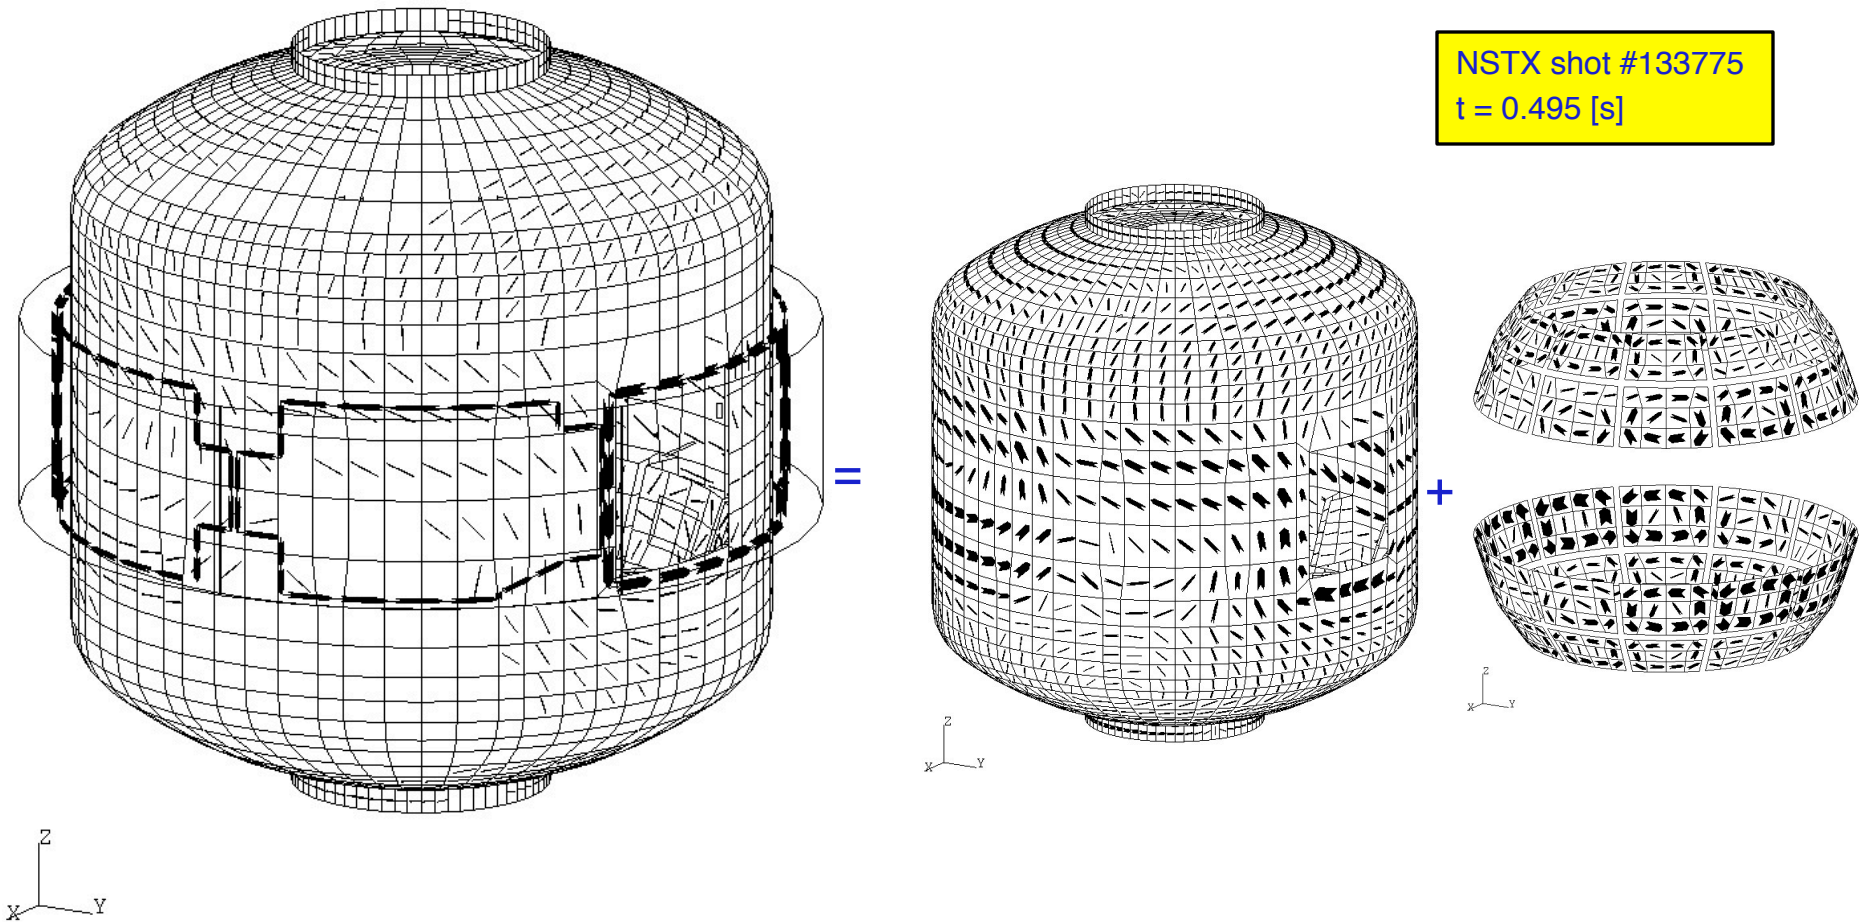 NSTX shot #133775
t = 0.495 [s]
=
+
Z
X
Y
Z
X
Y
Z
X
Y